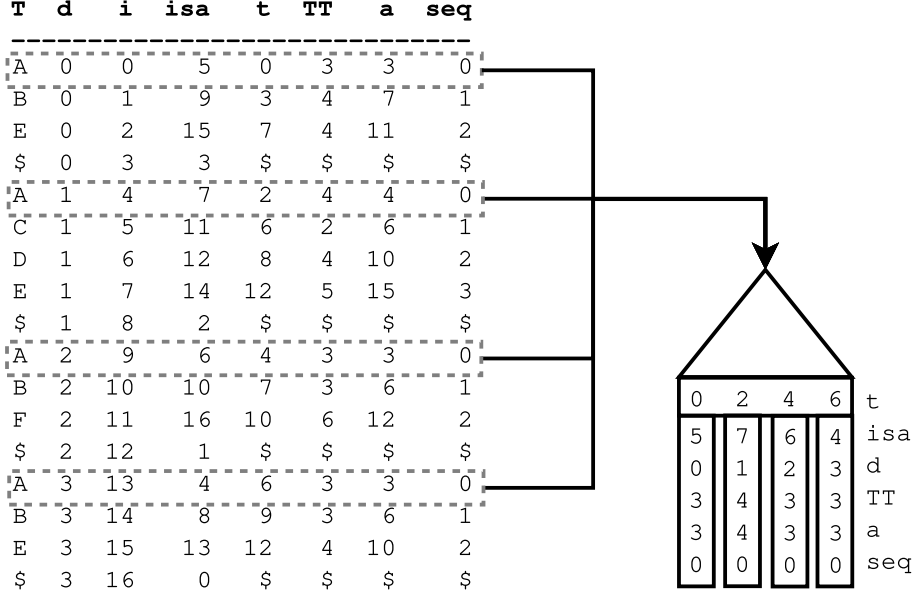 T d i isa t TT a seq
A 0 0 5 0 3 3 0
B 0 1 9 3 4 7 1
E 0 2 15 7 4 11 2
$ 0 3 3 $ $ $ $
A 1 4 7 2 4 4 0
C 1 5 11 6 2 6 1
D 1 6 12 8 4 10 2
E 1 7 14 12 5 15 3
$ 1 8 2 $ $ $ $
A 2 9 6 4 3 3 0
B 2 10 10 7 3 6 1
F 2 11 16 10 6 12 2
$ 2 12 1 $ $ $ $
A 3 13 4 6 3 3 0
B 3 14 8 9 3 6 1
E 3 15 13 12 4 10 2
$ 3 16 0 $ $ $ $
0 2 4 6 t
5 7 6 4 isa
0 1 2 3 d
3 4 3 3 TT
3 4 3 3 a
0 0 0 0 seq